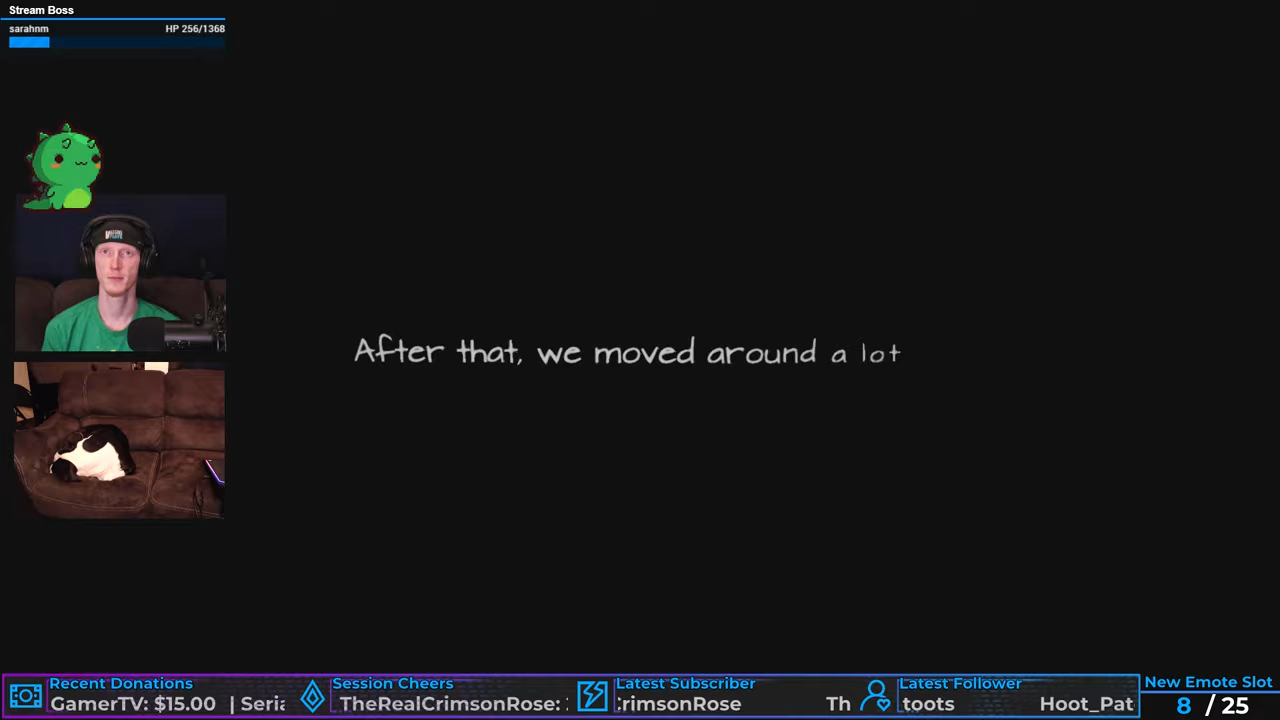 Stream Boss
sarahnm HP 256/1368
After that, we moved around a lot
Recent Donations
GamerTV: $15.00 |
Session Cheers
TheRealCrimsonRose:
Latest Subscriber
rimsonRose Th
Latest Follower
toots Hoot_Pat
New Emote Slot
8 / 25